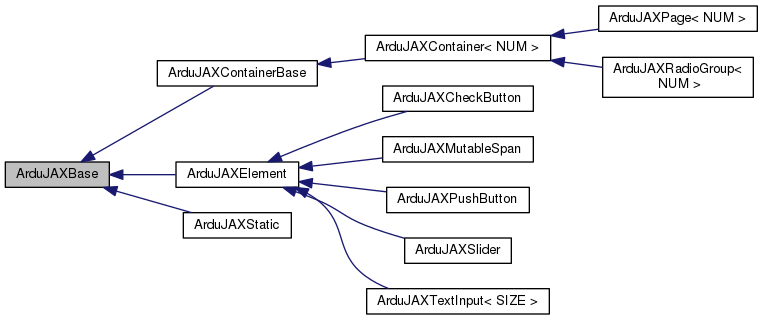 ArduJAXPage< NUM >
ArduJAXContainer< NUM >
ArduJAXRadioGroup<
NUM >
ArduJAXContainerBase
ArduJAXCheckButton
ArduJAXMutableSpan
ArduJAXBase
ArduJAXElement
ArduJAXPushButton
ArduJAXStatic
ArduJAXSlider
ArduJAXTextInput< SIZE >